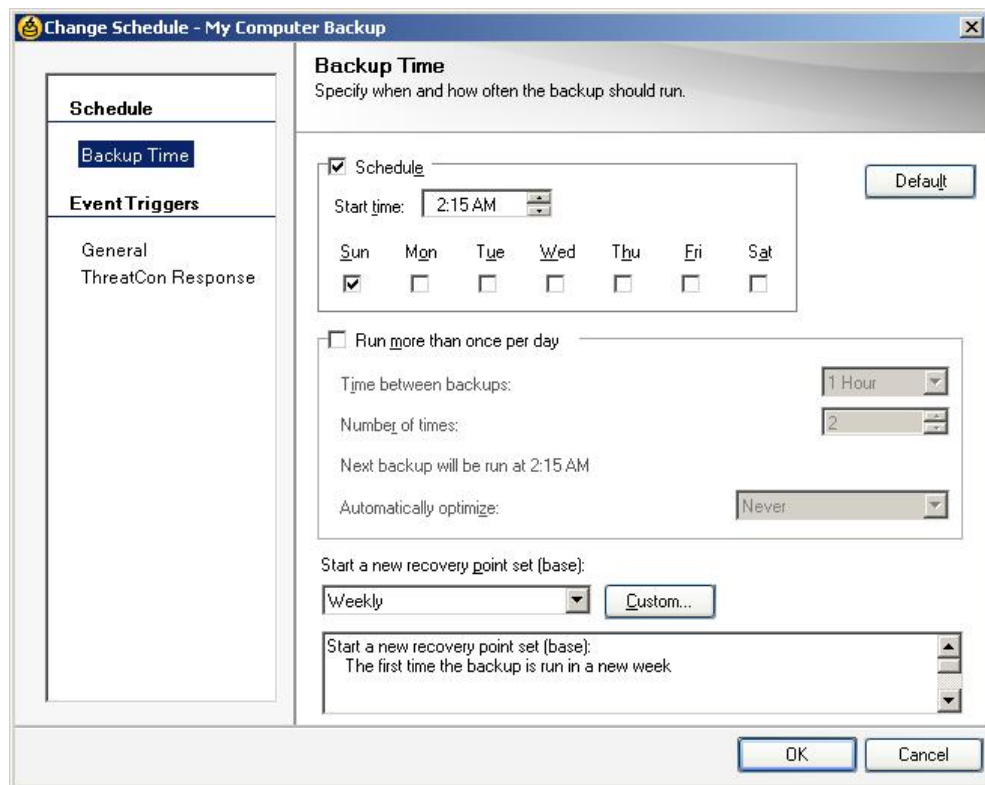 Change Schedule - My Computer Backup
Schedule
Backup Time
Event Triggers
General
ThreatCon Response
Backup Time
Specify when and how often the backup should run.
Schedule
Default
Start time: 2:15 AM
Sun Mon Tue Wed Thu Fri Sat
Run more than once per day
Time between backups: 1 Hour
Number of times: 2
Next backup will be run at 2:15 AM
Automatically optimize: Never
Start a new recovery point set (base):
Weekly Custom...
Start a new recovery point set (base):
The first time the backup is run in a new week
OK Cancel